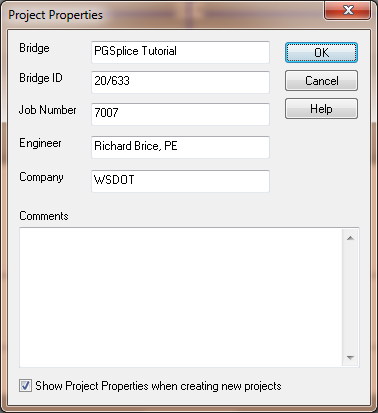 Project Properties
Bridge PGSplice Tutorial OK
Bridge ID 20/633 Cancel
Job Number 7007 Help
Engineer Richard Brice, PE
Company WSDOT
Comments
Show Project Properties when creating new projects